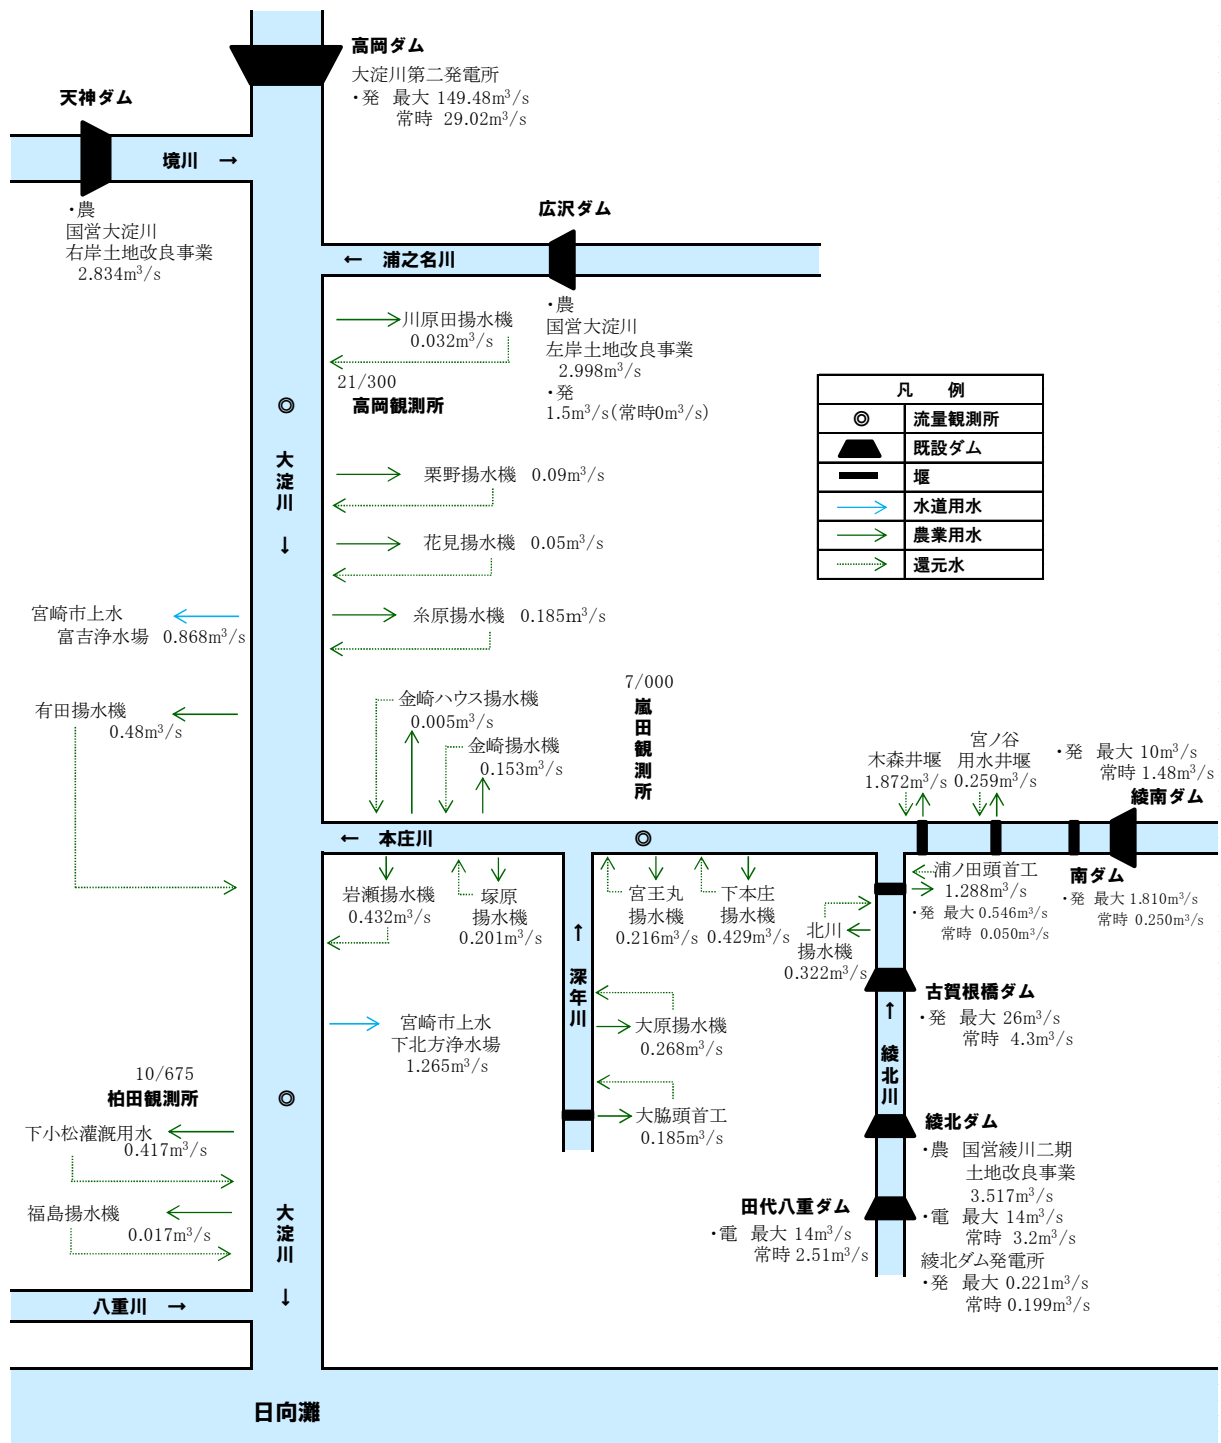 高岡ダム
大淀川第二発電所
・発 最大 149.48m³/s
常時 29.02m³/s
天神ダム
境川 →
・農
国営大淀川
右岸土地改良事業
2.834m³/s
広沢ダム
← 浦之名川
・農
国営大淀川
左岸土地改良事業
2.998m³/s
・発
1.5m³/s(常時0m³/s)
川原田揚水機
0.032m³/s
21/300
高岡観測所
◎
大淀川
↓
凡 例
◎ 流量観測所
既設ダム
堰
水道用水
農業用水
還元水
栗野揚水機 0.09m³/s
花見揚水機 0.05m³/s
糸原揚水機 0.185m³/s
宮崎市上水
富吉浄水場 0.868m³/s
有田揚水機
0.48m³/s
金崎ハウス揚水機
0.005m³/s
金崎揚水機
0.153m³/s
7/000
嵐田観測所
木森井堰
1.872m³/s
宮ノ谷
用水井堰
0.259m³/s
・発 最大 10m³/s
常時 1.48m³/s
綾南ダム
← 本庄川
◎
岩瀬揚水機
0.432m³/s
塚原
揚水機
0.201m³/s
宮王丸
揚水機
0.216m³/s
下本庄
揚水機
0.429m³/s
北川
揚水機
0.322m³/s
浦ノ田頭首工
1.288m³/s
・発 最大 0.546m³/s
常時 0.050m³/s
南ダム
・発 最大 1.810m³/s
常時 0.250m³/s
↑
深年川
大原揚水機
0.268m³/s
大脇頭首工
0.185m³/s
古賀根橋ダム
・発 最大 26m³/s
常時 4.3m³/s
↑
綾北川
宮崎市上水
下北方浄水場
1.265m³/s
10/675
柏田観測所
◎
下小松灌漑用水
0.417m³/s
福島揚水機
0.017m³/s
大淀川
↓
綾北ダム
・農 国営綾川二期
土地改良事業
3.517m³/s
・電 最大 14m³/s
常時 3.2m³/s
綾北ダム発電所
・発 最大 0.221m³/s
常時 0.199m³/s
田代八重ダム
・電 最大 14m³/s
常時 2.51m³/s
八重川 →
日向灘